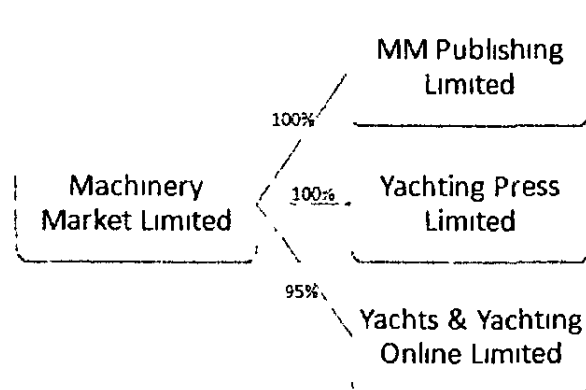 MM Publishing
Limited
100%
Machinery
Market Limited
100%
Yachting Press
Limited
95%
Yachts & Yachting
Online Limited